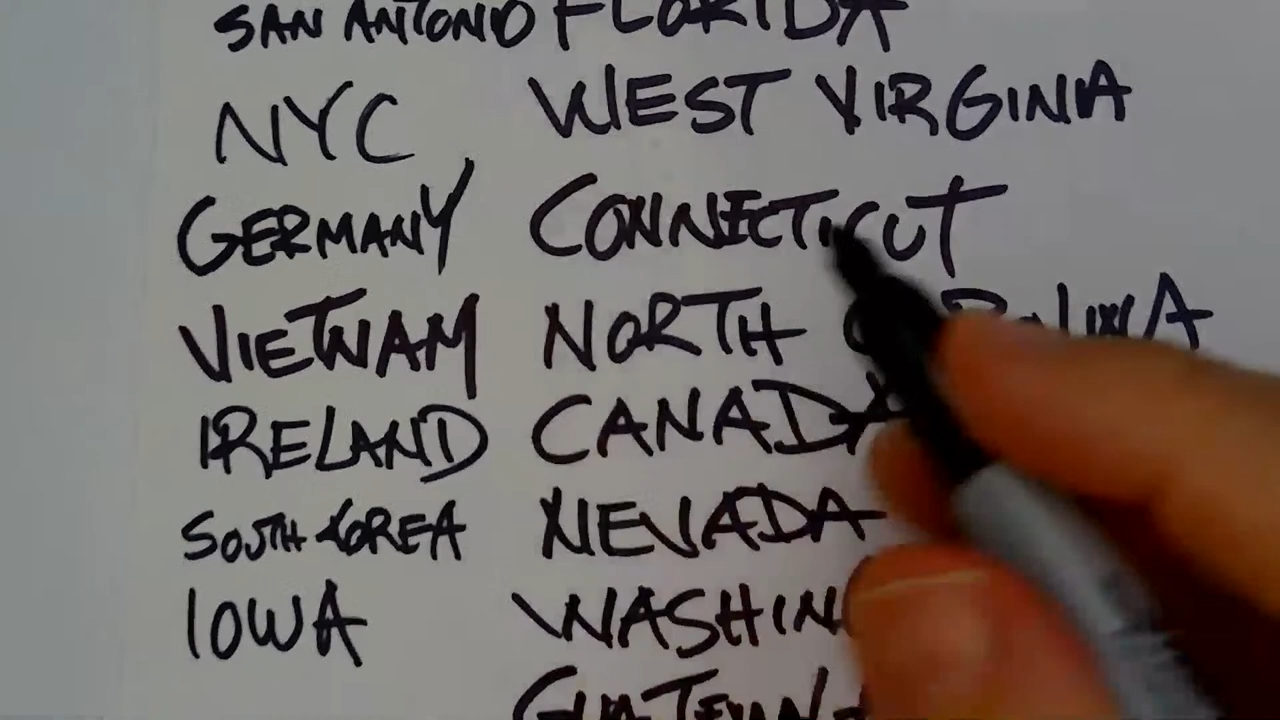 SAN ANTONIO FLORIDA
NYC WEST VIRGINIA
GERMANY CONNECTICUT
VIETNAM NORTH
IRELAND CANADA
SOUTH KOREA NEVADA
IOWA